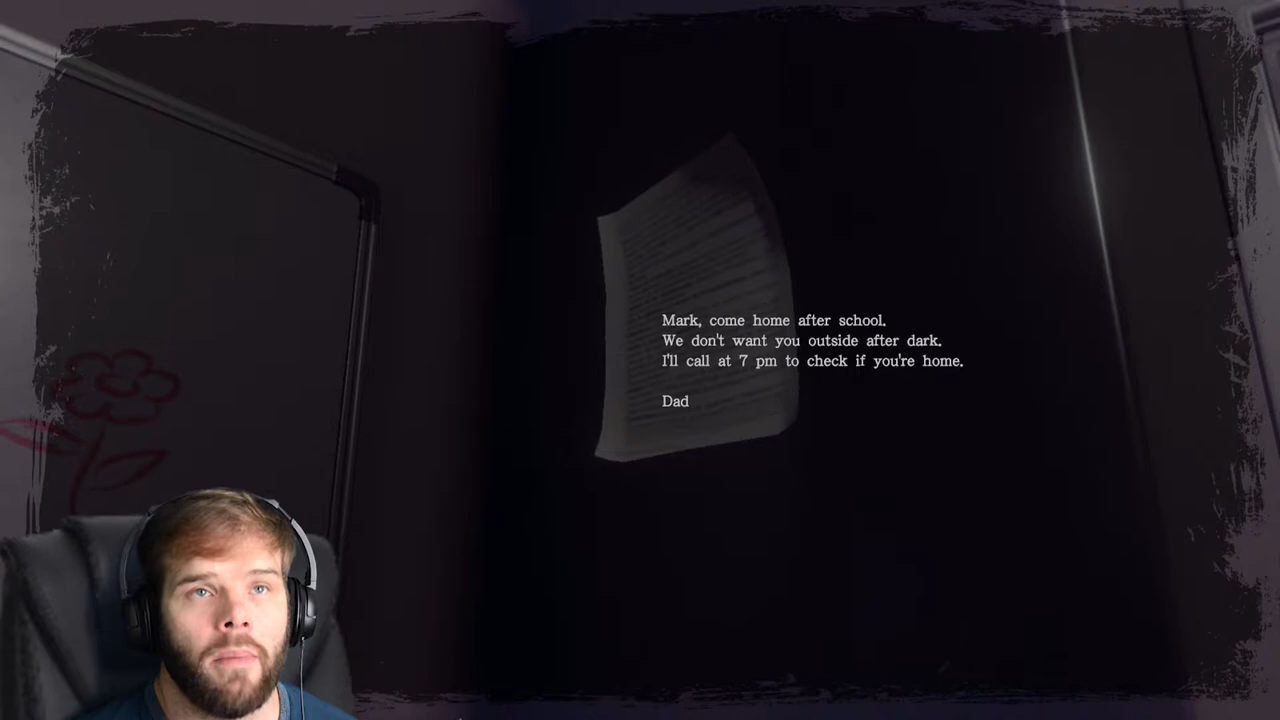 Mark, come home after school.
We don't want you outside after dark.
I'll call at 7 pm to check if you're home.
Dad